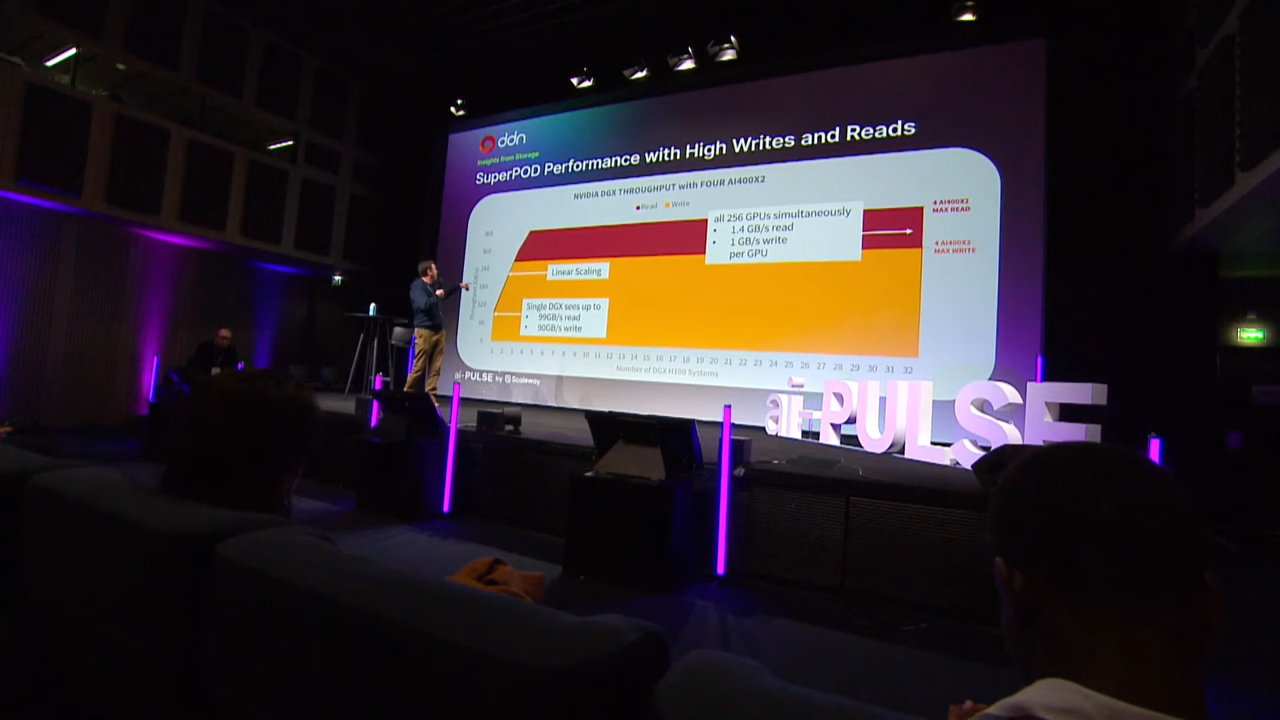 ddn
Insights from Storage
SuperPOD Performance with High Writes and Reads
NVIDIA DGX THROUGHPUT with FOUR AI400X2
Read Write
4 AI400X2
MAX READ
4 AI400X2
MAX WRITE
all 256 GPUs simultaneously
• 1.4 GB/s read
• 1 GB/s write
per GPU
Linear Scaling
Single DGX sees up to
• 99GB/s read
• 90GB/s write
1 2 3 4 5 6 7 8 9 10 11 12 13 14 15 16 17 18 19 20 21 22 23 24 25 26 27 28 29 30 31 32
Number of DGX H100 Systems
ai-PULSE by Scaleway
ai-PULSE